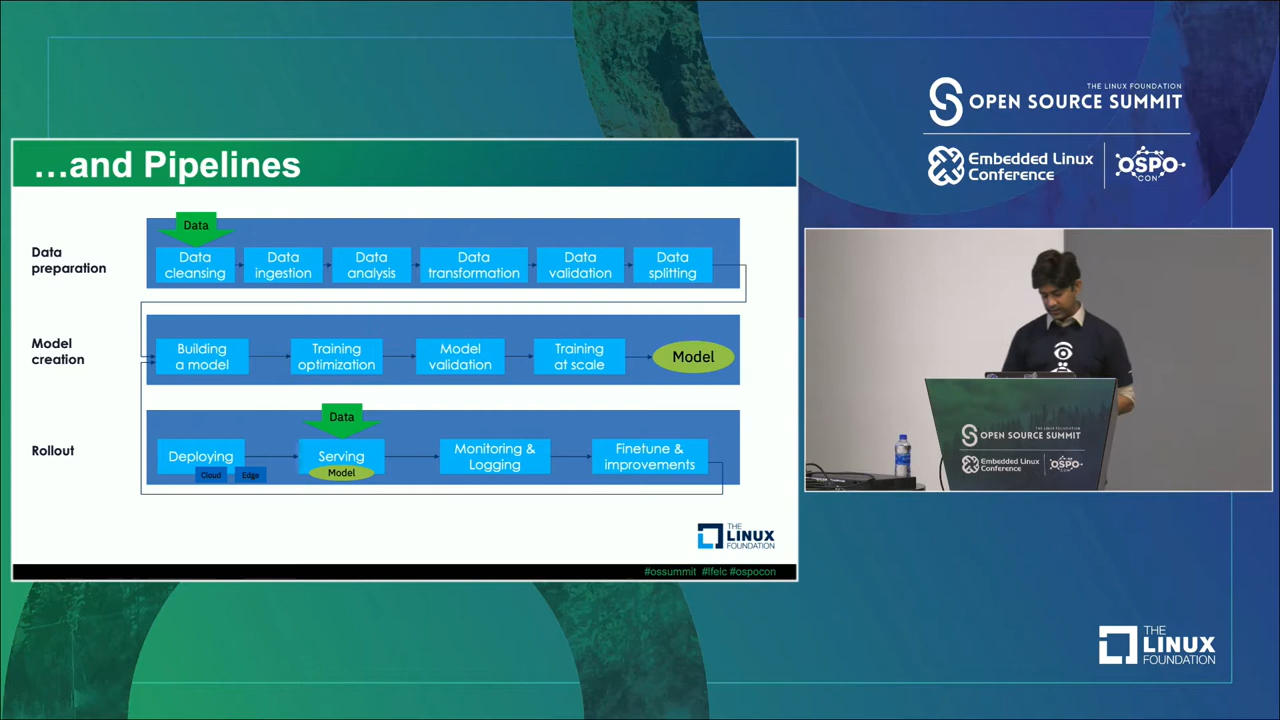 THE LINUX FOUNDATION
OPEN SOURCE SUMMIT
Embedded Linux
Conference
OSPO
CON
…and Pipelines
Data
preparation
Data
Data
cleansing
Data
ingestion
Data
analysis
Data
transformation
Data
validation
Data
splitting
Model
creation
Building
a model
Training
optimization
Model
validation
Training
at scale
Model
Rollout
Data
Deploying
Cloud
Edge
Serving
Model
Monitoring &
Logging
Finetune &
improvements
THE
LINUX
FOUNDATION
#ossummit #lfelc #ospocon
OPEN SOURCE SUMMIT
Embedded Linux
Conference
OSPO
THE
LINUX
FOUNDATION